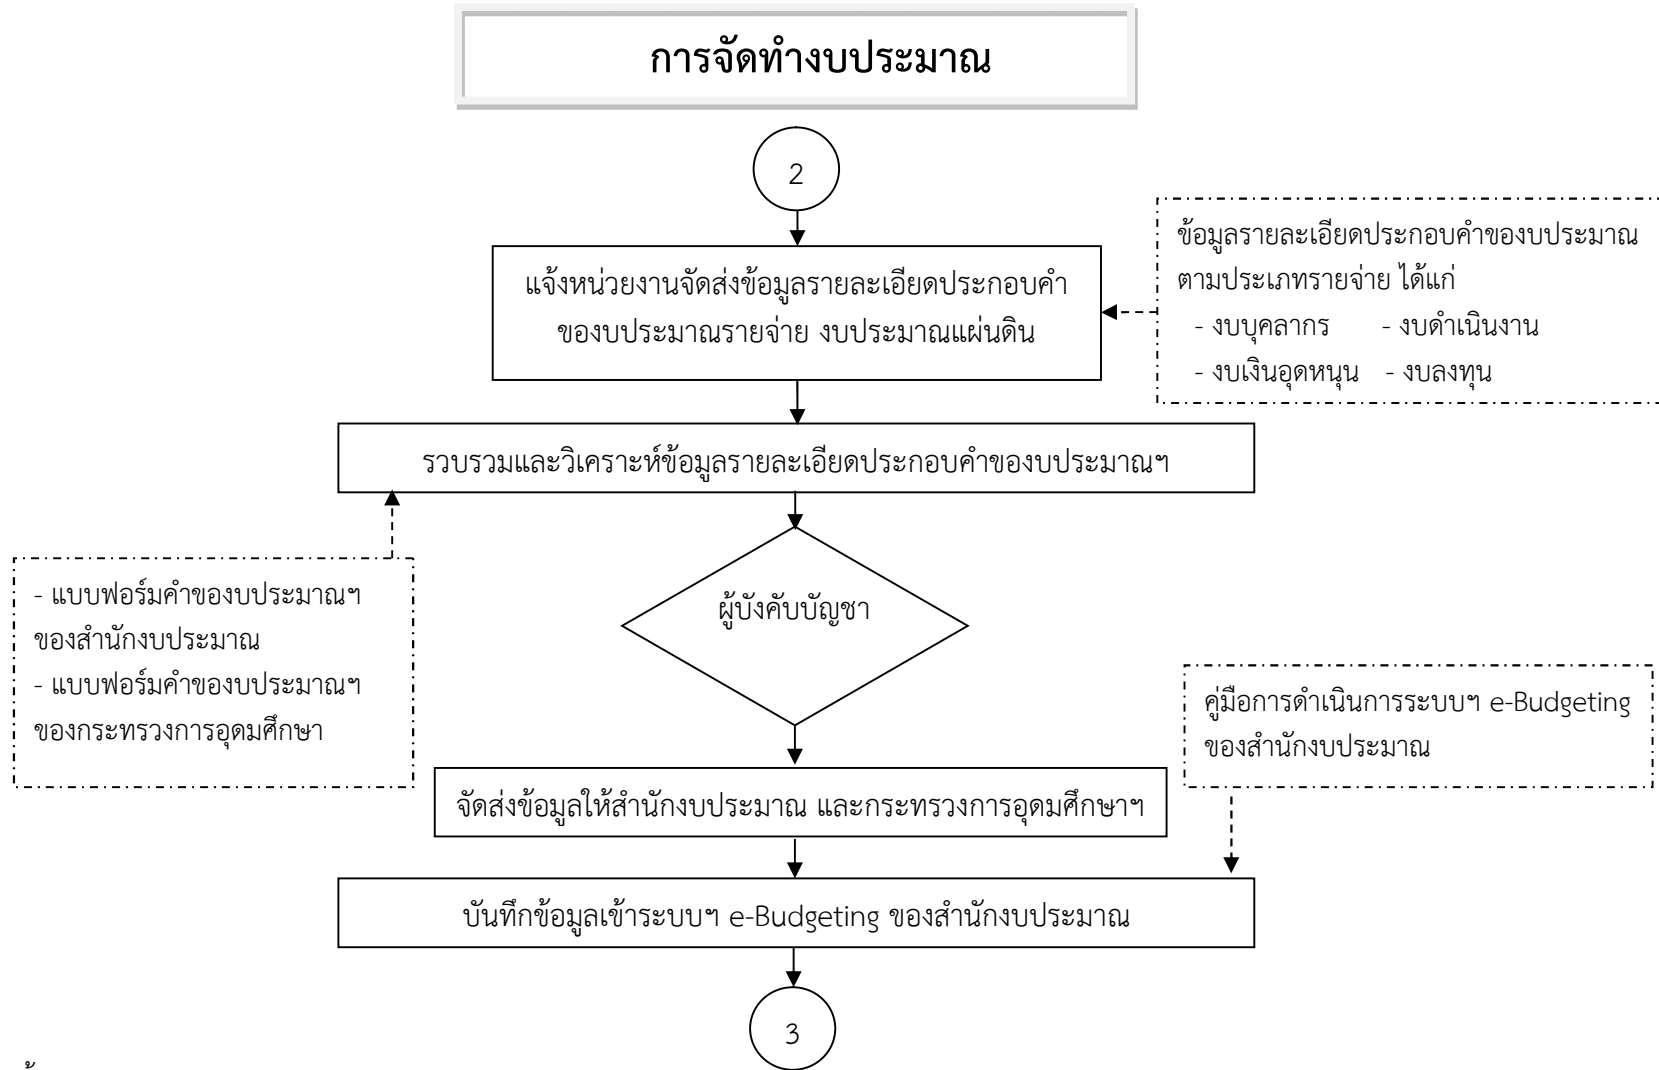 การจัดทำงบประมาณ
2
แจ้งหน่วยงานจัดส่งข้อมูลรายละเอียดประกอบคำ
ของบประมาณรายจ่าย งบประมาณแผ่นดิน
ข้อมูลรายละเอียดประกอบคำของบประมาณ
ตามประเภทรายจ่าย ได้แก่
- งบบุคลากร - งบดำเนินงาน
- งบเงินอุดหนุน - งบลงทุน
รวบรวมและวิเคราะห์ข้อมูลรายละเอียดประกอบคำของบประมาณฯ
- แบบฟอร์มคำของบประมาณฯ
ของสำนักงบประมาณ
- แบบฟอร์มคำของบประมาณฯ
ของกระทรวงการอุดมศึกษา
ผู้บังคับบัญชา
คู่มือการดำเนินการระบบฯ e-Budgeting
ของสำนักงบประมาณ
จัดส่งข้อมูลให้สำนักงบประมาณ และกระทรวงการอุดมศึกษาฯ
บันทึกข้อมูลเข้าระบบฯ e-Budgeting ของสำนักงบประมาณ
3